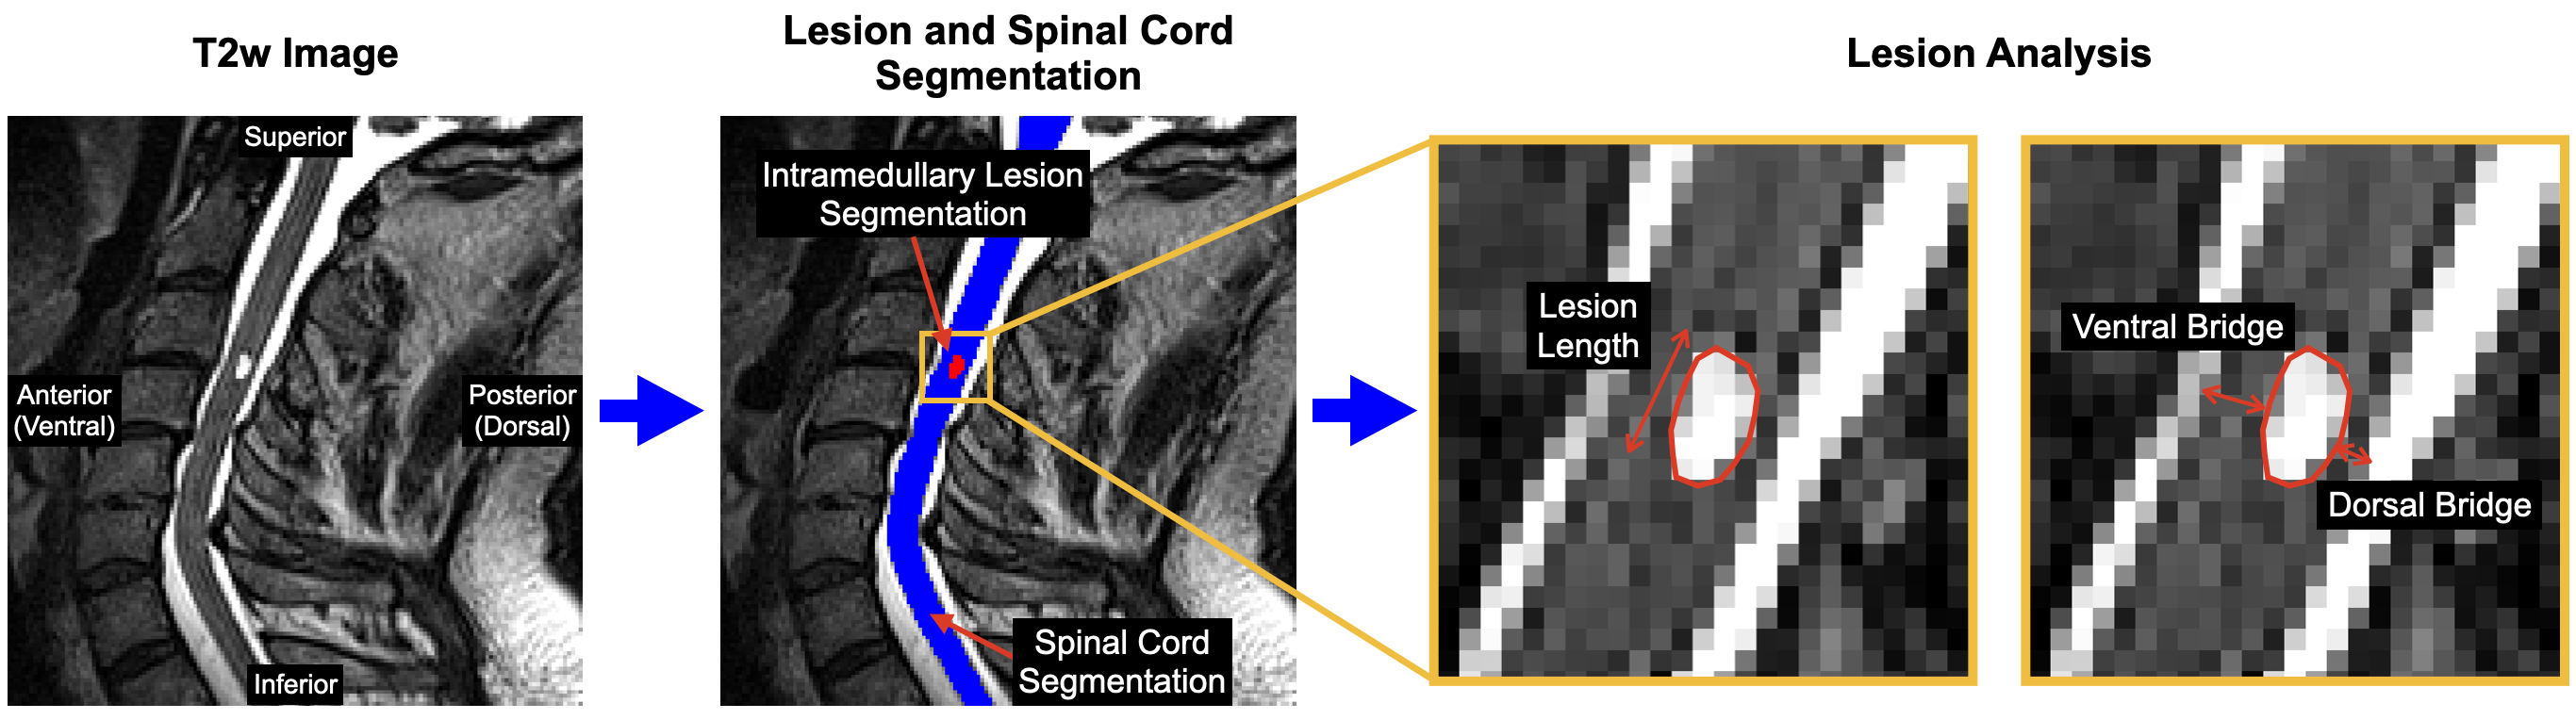 T2w Image
Superior
Anterior
(Ventral)
Posterior
(Dorsal)
Inferior
Lesion and Spinal Cord
Segmentation
Intramedullary Lesion
Segmentation
Spinal Cord
Segmentation
Lesion Analysis
Lesion
Length
Ventral Bridge
Dorsal Bridge